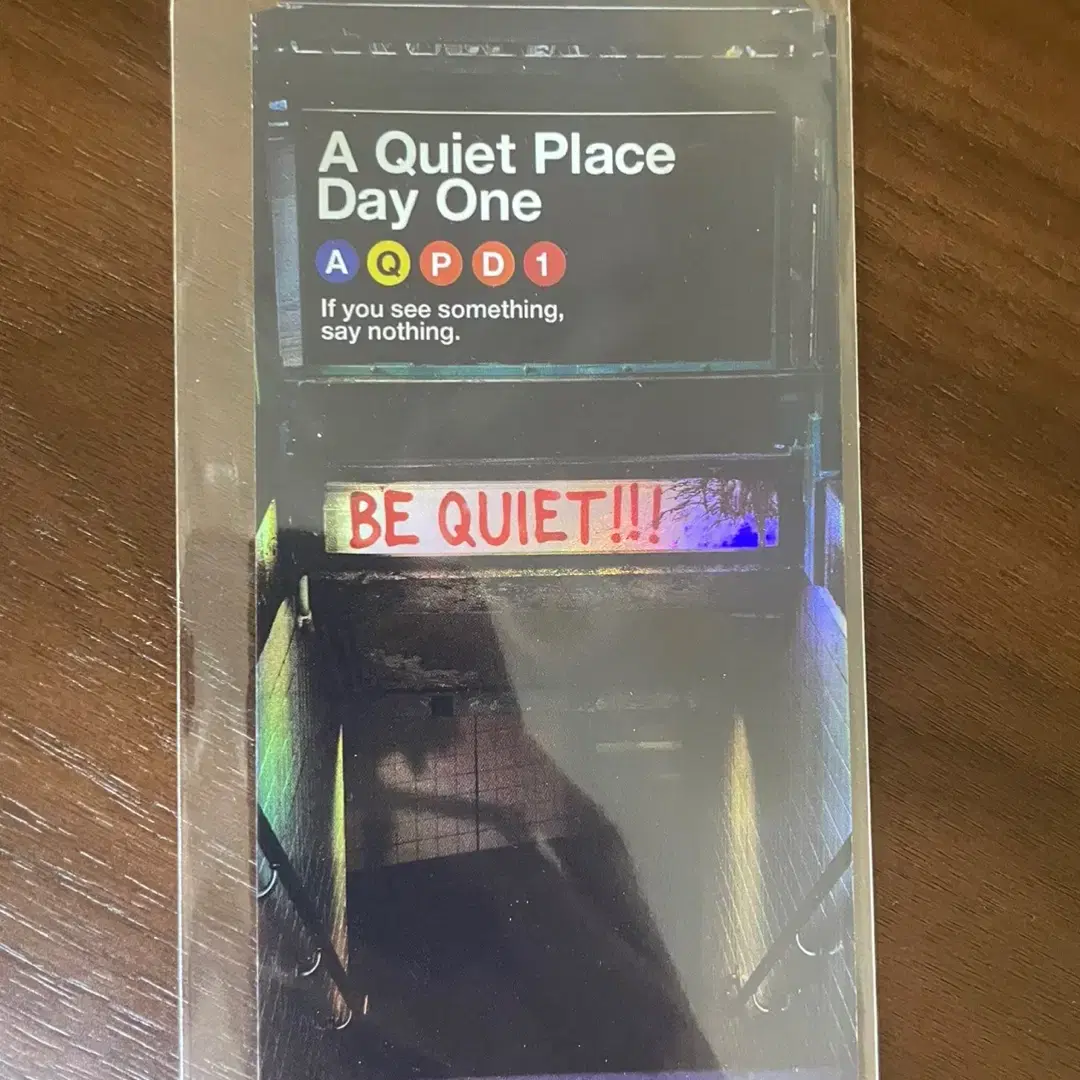 A Quiet Place
Day One
A Q P D 1
If you see something,
say nothing.
BE QUIET!!!